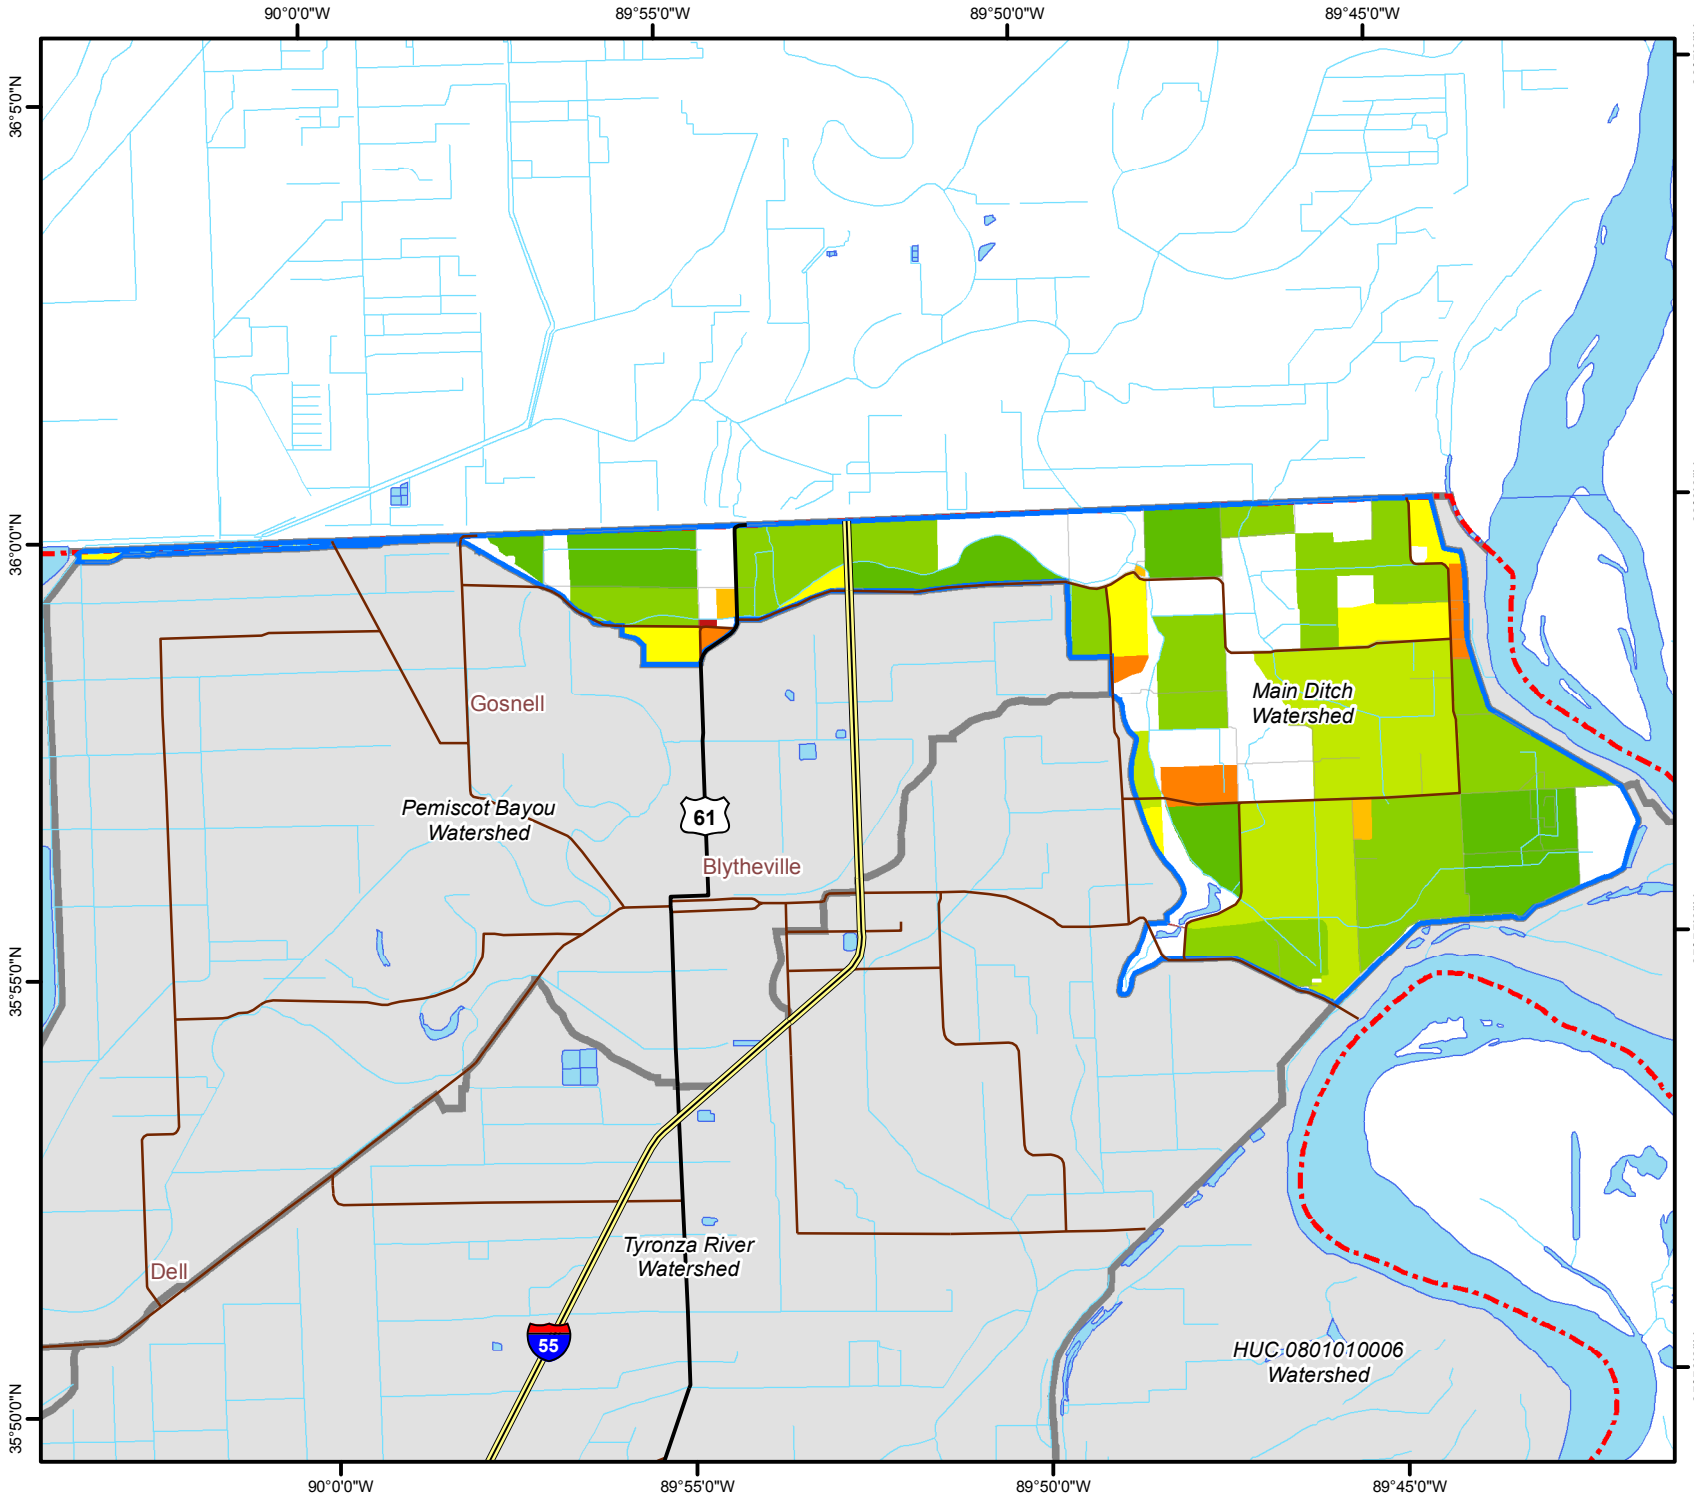 90°0'0"W
89°55'0"W
89°50'0"W
89°45'0"W
36°5'0"N
36°0'0"N
Main Ditch
Watershed
Gosnell
Pemiscot Bayou
Watershed
61
Blytheville
35°55'0"N
Tyronza River
Watershed
Dell
55
HUC 0801010006
Watershed
35°50'0"N
90°0'0"W
89°55'0"W
89°50'0"W
89°45'0"W